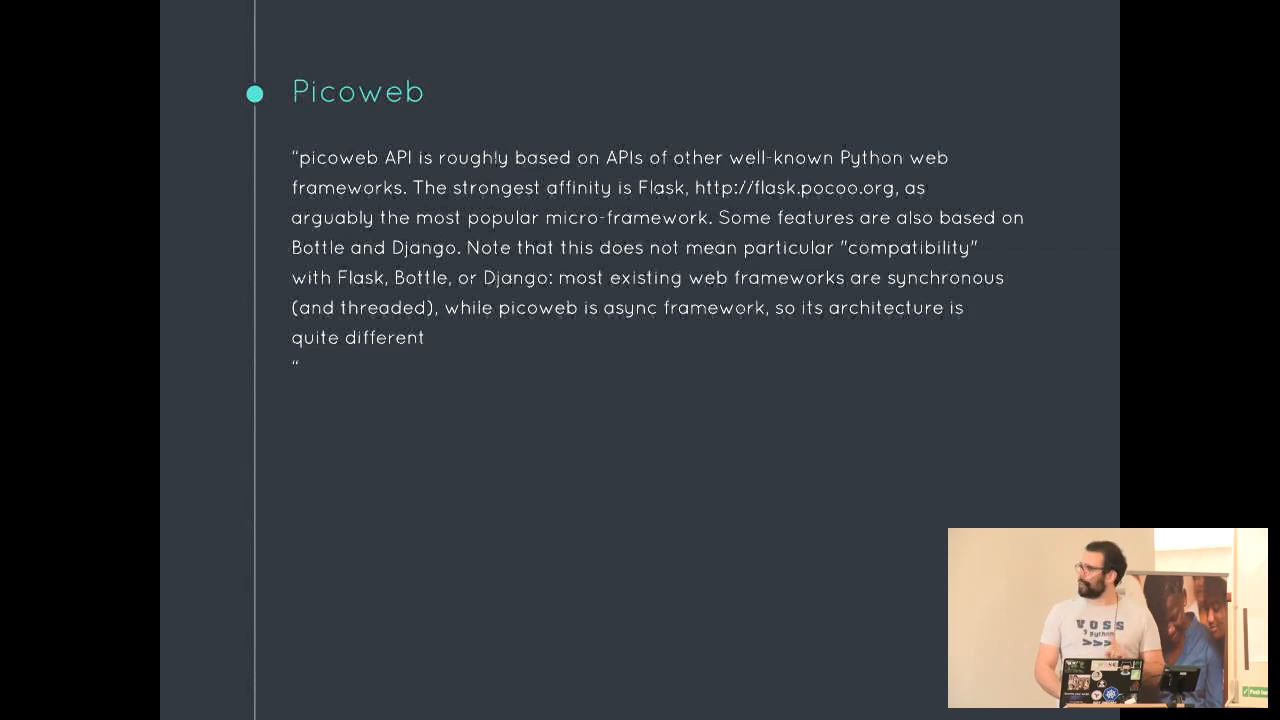 Picoweb
“picoweb API is roughly based on APIs of other well-known Python web
frameworks. The strongest affinity is Flask, http://flask.pocoo.org, as
arguably the most popular micro-framework. Some features are also based on
Bottle and Django. Note that this does not mean particular "compatibility"
with Flask, Bottle, or Django: most existing web frameworks are synchronous
(and threaded), while picoweb is async framework, so its architecture is
quite different
“
VOSS
Python
>>>